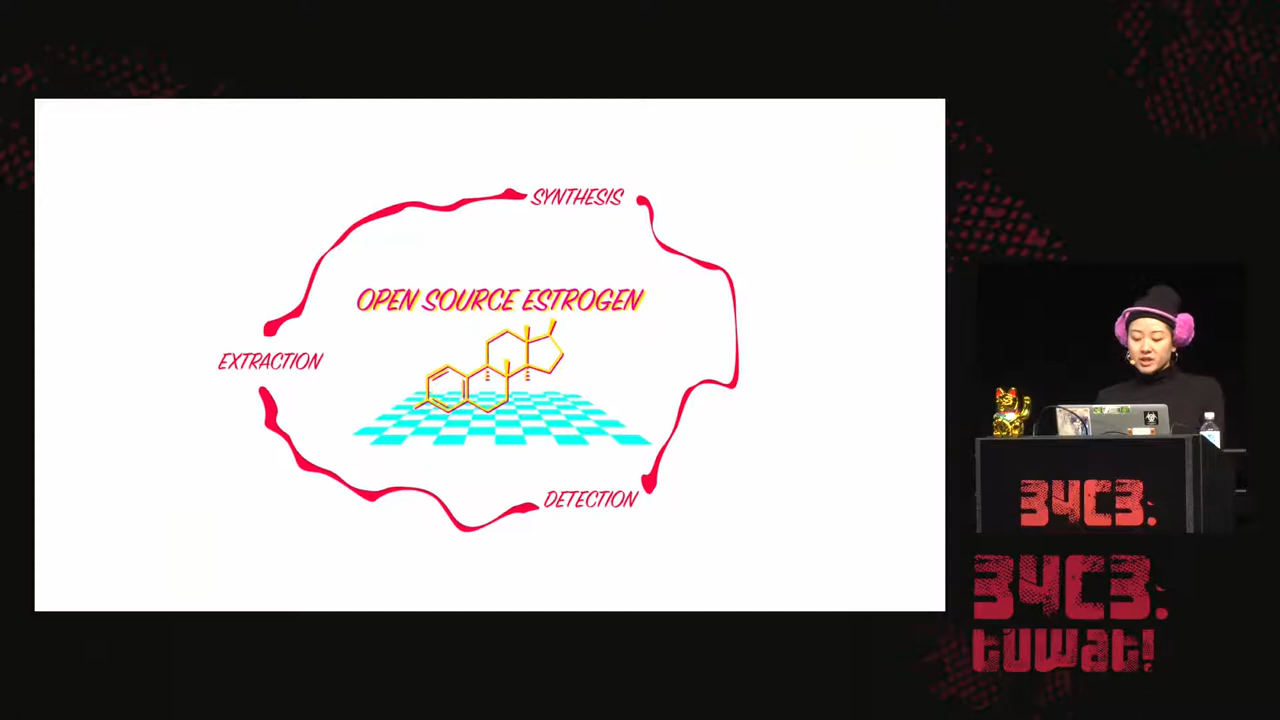 SYNTHESIS
OPEN SOURCE ESTROGEN
EXTRACTION
DETECTION
34C3.
34C3.
tuwat!